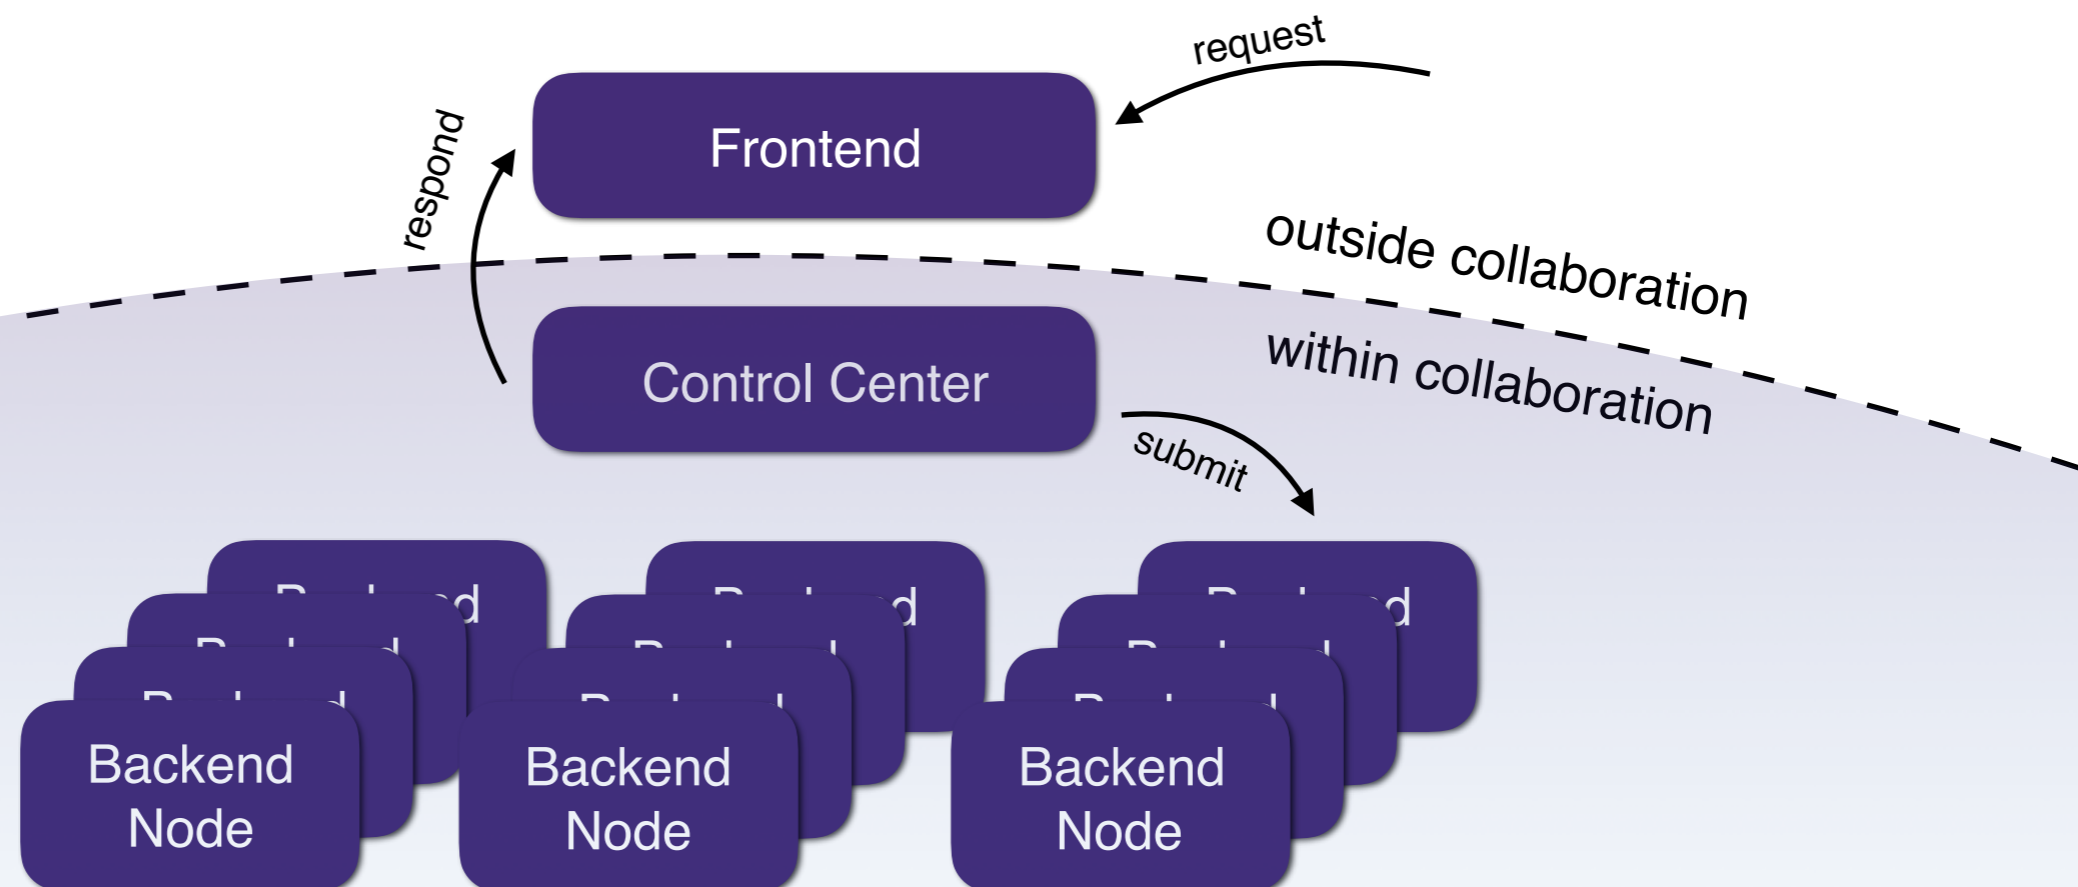 request
respond
Frontend
outside collaboration
within collaboration
Control Center
submit
Backend
Node
Backend
Node
Backend
Node